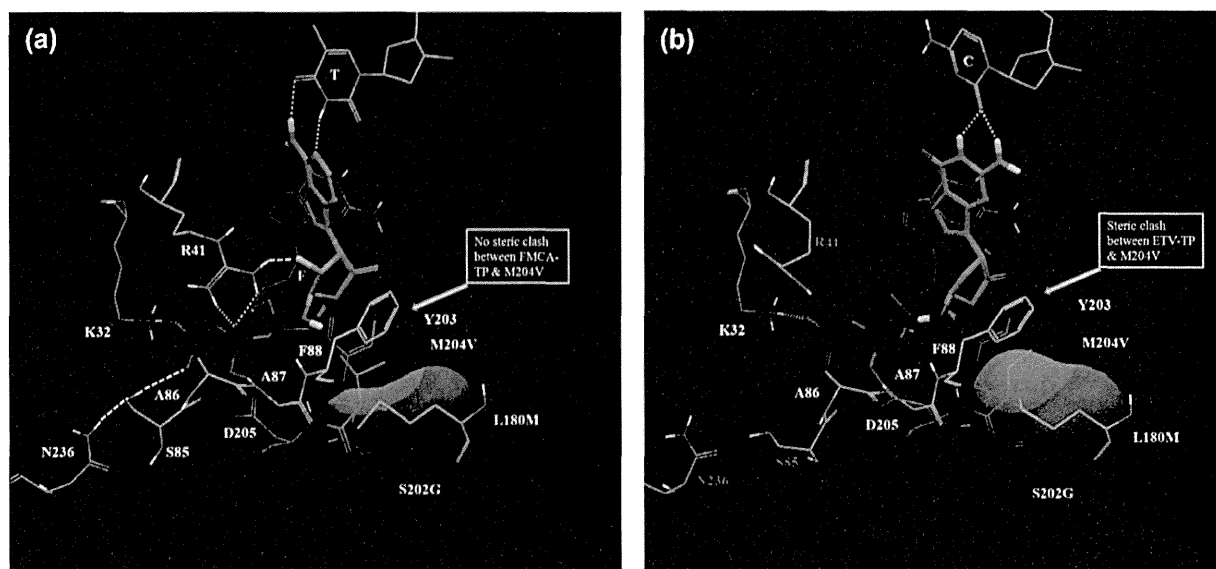 (a)
T
R41
F
No steric clash
between FMCA-
TP & M204V
K32
Y203
F88
M204V
A86
A87
D205
L180M
N236
S85
S202G
(b)
C
R41
Steric clash
between ETV-TP
& M204V
K32
Y203
F88
M204V
A86
A87
D205
L180M
N236
S85
S202G